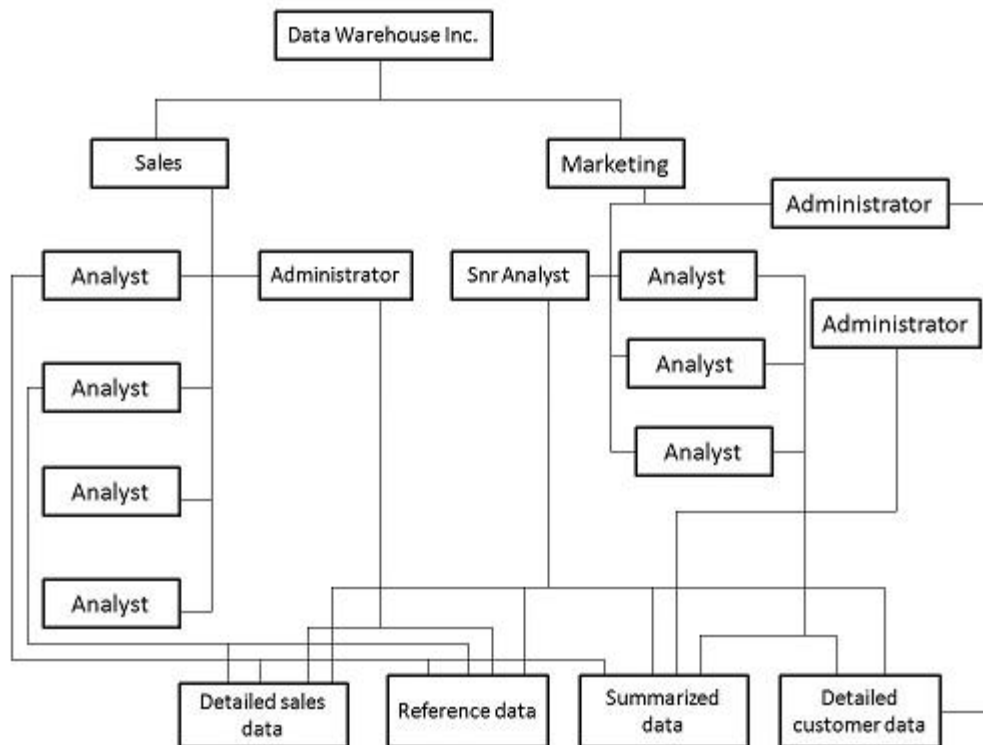 Data Warehouse Inc.
Sales
Marketing
Administrator
Analyst
Administrator
Snr Analyst
Analyst
Administrator
Analyst
Analyst
Analyst
Analyst
Analyst
Detailed sales
data
Reference data
Summarized
data
Detailed
customer data